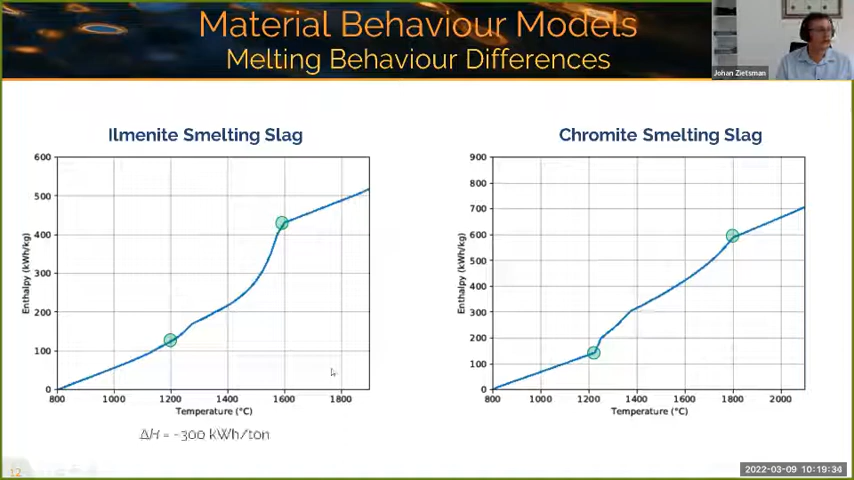 Material Behaviour Models
Melting Behaviour Differences
Johan Zietsman
Ilmenite Smelting Slag
600
500
400
300
200
100
0
Enthalpy (kWh/kg)
800 1000 1200 1400 1600 1800
Temperature (°C)
ΔH = ~300 kWh/ton
Chromite Smelting Slag
900
800
700
600
500
400
300
200
100
0
Enthalpy (kWh/kg)
800 1000 1200 1400 1600 1800 2000
Temperature (°C)
12
2022-03-09 10:19:34